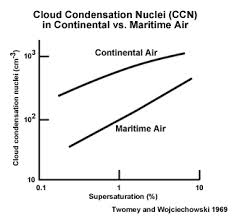 Cloud Condensation Nuclei (CCN)
in Continental vs. Maritime Air
Cloud condensation nuclei (cm-3)
10³
10²
10
Continental Air
Maritime Air
0.1
1
10
Supersaturation (%)
Twomey and Wojciechowski 1969